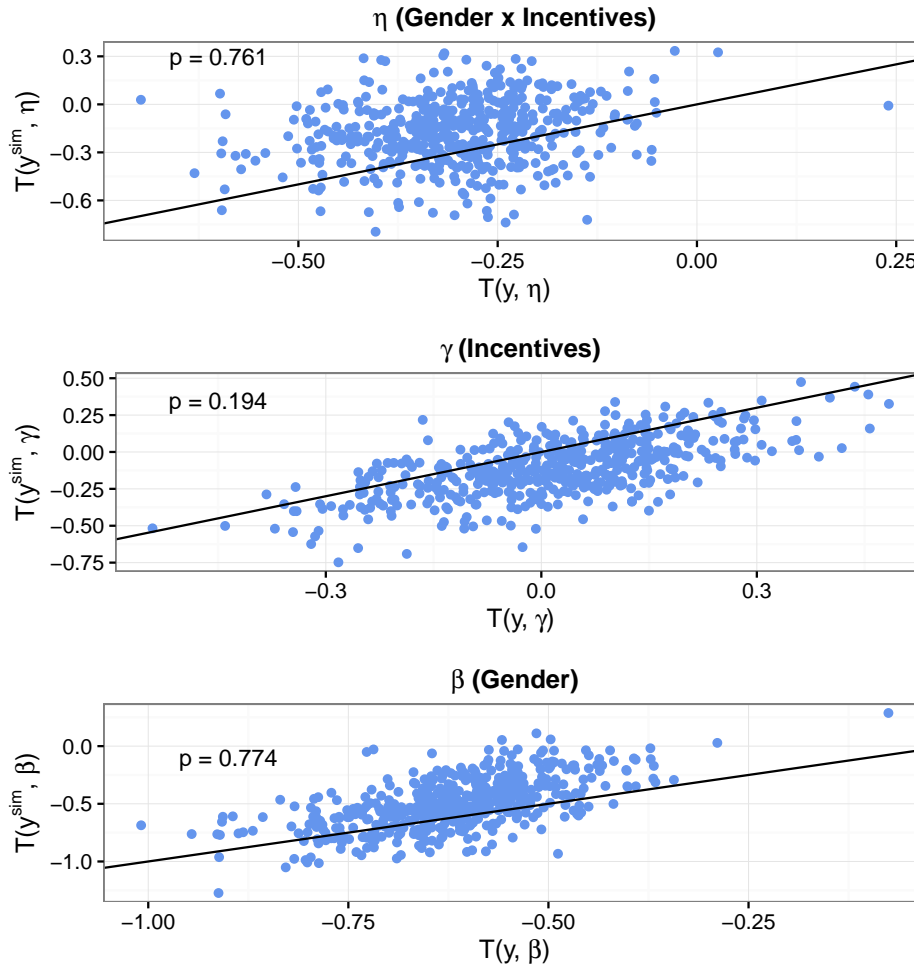 η (Gender x Incentives)
p = 0.761
0.3
0.0
−0.3
−0.6
T(y^sim, η)
−0.50 −0.25 0.00 0.25
T(y, η)
γ (Incentives)
p = 0.194
0.50
0.25
0.00
−0.25
−0.50
−0.75
T(y^sim, γ)
−0.3 0.0 0.3
T(y, γ)
β (Gender)
p = 0.774
0.0
−0.5
−1.0
T(y^sim, β)
−1.00 −0.75 −0.50 −0.25
T(y, β)